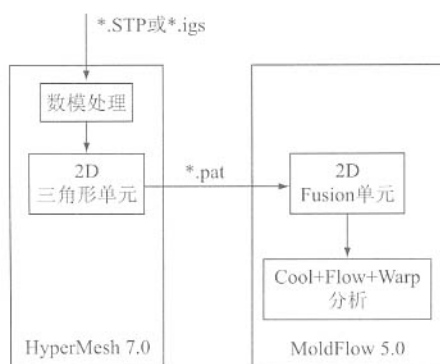 *.STP或*.igs
数模处理
2D
三角形单元
*.pat
2D
Fusion单元
Cool+Flow+Warp
分析
HyperMesh 7.0
MoldFlow 5.0